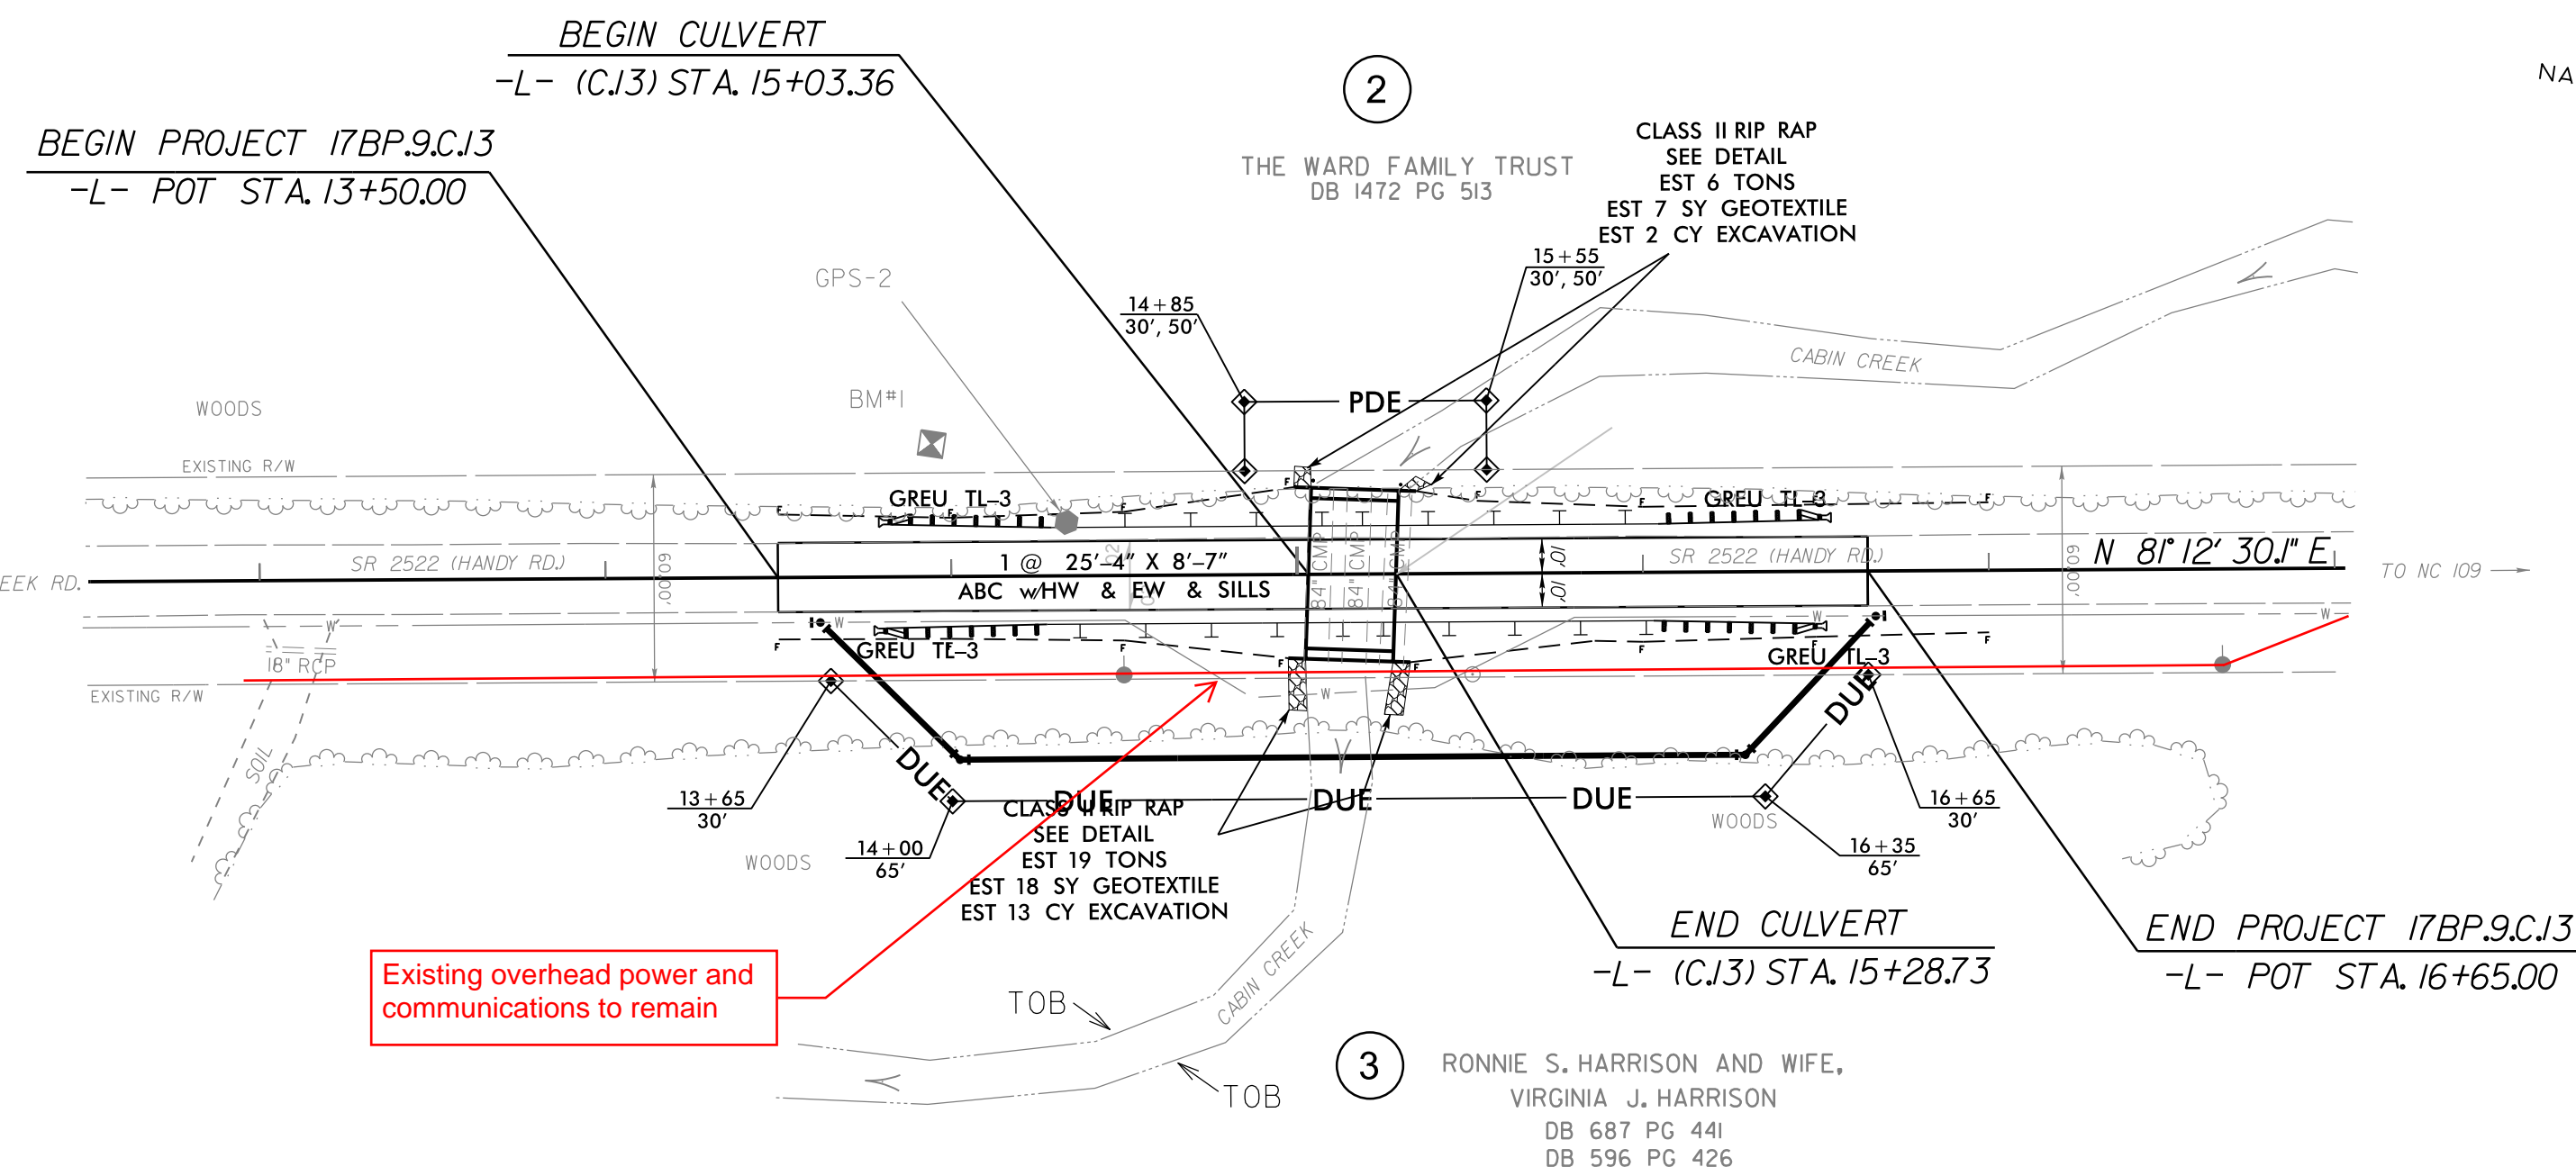 BEGIN CULVERT
-L- (C.13) STA. 15+03.36
BEGIN PROJECT 17BP.9.C.13
-L- POT STA. 13+50.00
2
THE WARD FAMILY TRUST
DB 1472 PG 513
CLASS II RIP RAP
SEE DETAIL
EST 6 TONS
EST 7 SY GEOTEXTILE
EST 2 CY EXCAVATION
NA
GPS-2
14+85
30', 50'
15+55
30', 50'
CABIN CREEK
BM#1
WOODS
PDE
EXISTING R/W
GREU TL-3
GREU TL-3
F
F
F
F
F
F
F
60.00'
SR 2522 (HANDY RD.)
1 @ 25'-4" X 8'-7"
ABC w/HW & EW & SILLS
84" CMP
84" CMP
84" CMP
10'
10'
SR 2522 (HANDY RD.)
N 81° 12' 30.1" E
60.00'
EEK RD.
TO NC 109
W
W
W
W
W
18" RCP
GREU TL-3
GREU TL-3
F
F
F
F
F
F
F
EXISTING R/W
SOIL
DUE
DUE
DUE
DUE
DUE
13+65
30'
14+00
65'
WOODS
CLASS II RIP RAP
SEE DETAIL
EST 19 TONS
EST 18 SY GEOTEXTILE
EST 13 CY EXCAVATION
WOODS
16+65
30'
16+35
65'
END CULVERT
-L- (C.13) STA. 15+28.73
END PROJECT 17BP.9.C.13
-L- POT STA. 16+65.00
Existing overhead power and
communications to remain
TOB
CABIN CREEK
TOB
3
RONNIE S. HARRISON AND WIFE,
VIRGINIA J. HARRISON
DB 687 PG 441
DB 596 PG 426